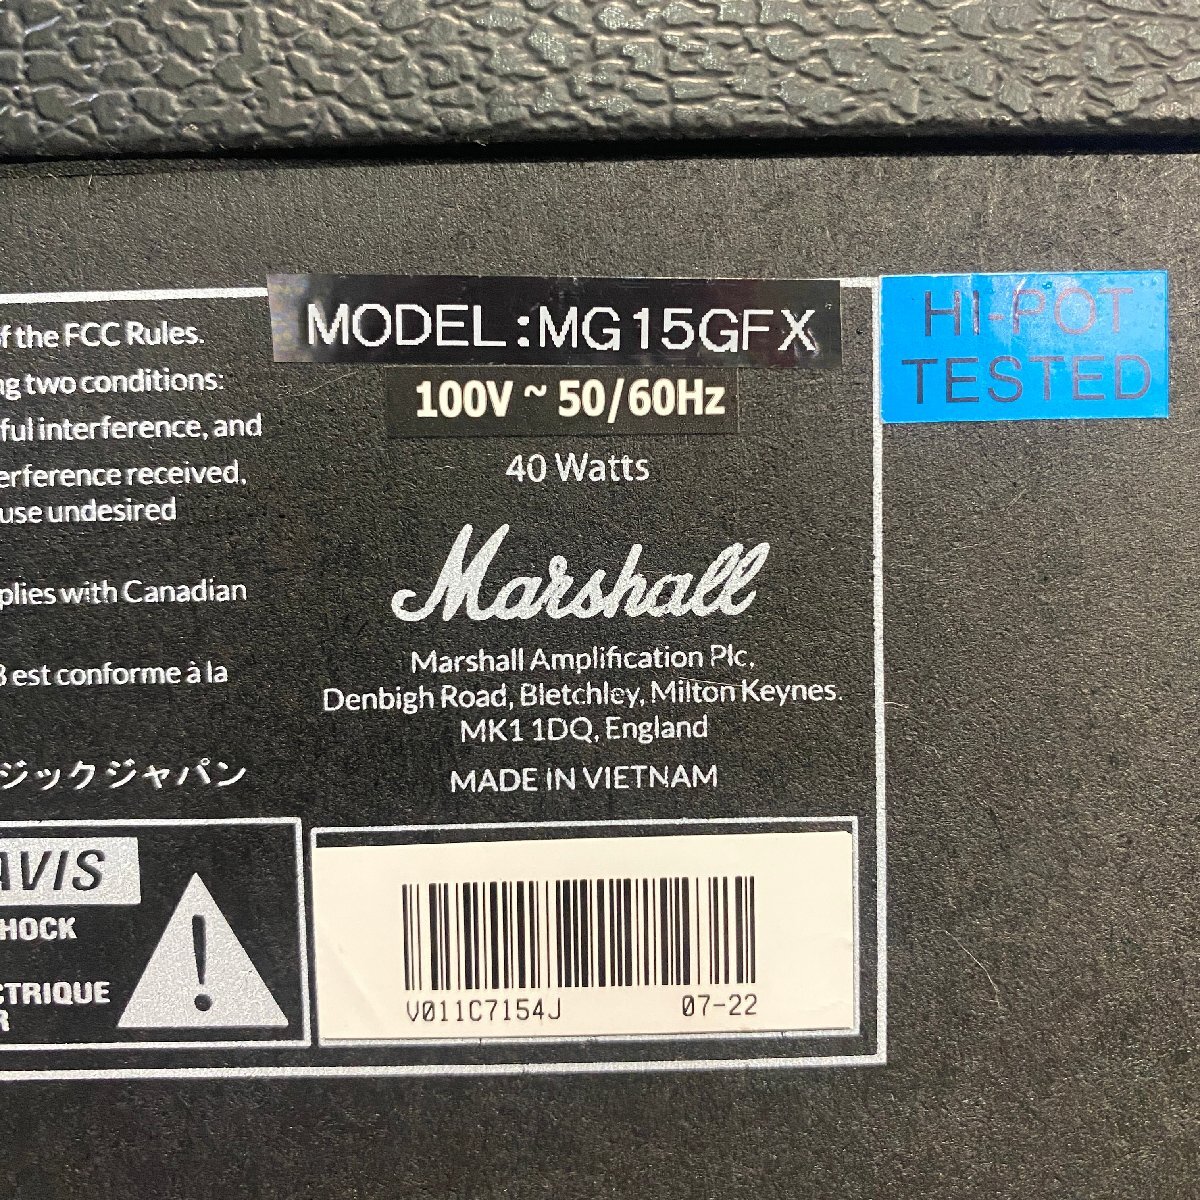 of the FCC Rules.
ng two conditions:
ful interference, and
erference received,
use undesired
plies with Canadian
3 est conforme à la
ジックジャパン
AVIS
SHOCK
CTRIQUE
R
MODEL:MG15GFX
100V ~ 50/60Hz
40 Watts
Marshall
Marshall Amplification Plc,
Denbigh Road, Bletchley, Milton Keynes.
MK1 1DQ, England
MADE IN VIETNAM
V011C7154J 07-22
HI-POT
TESTED